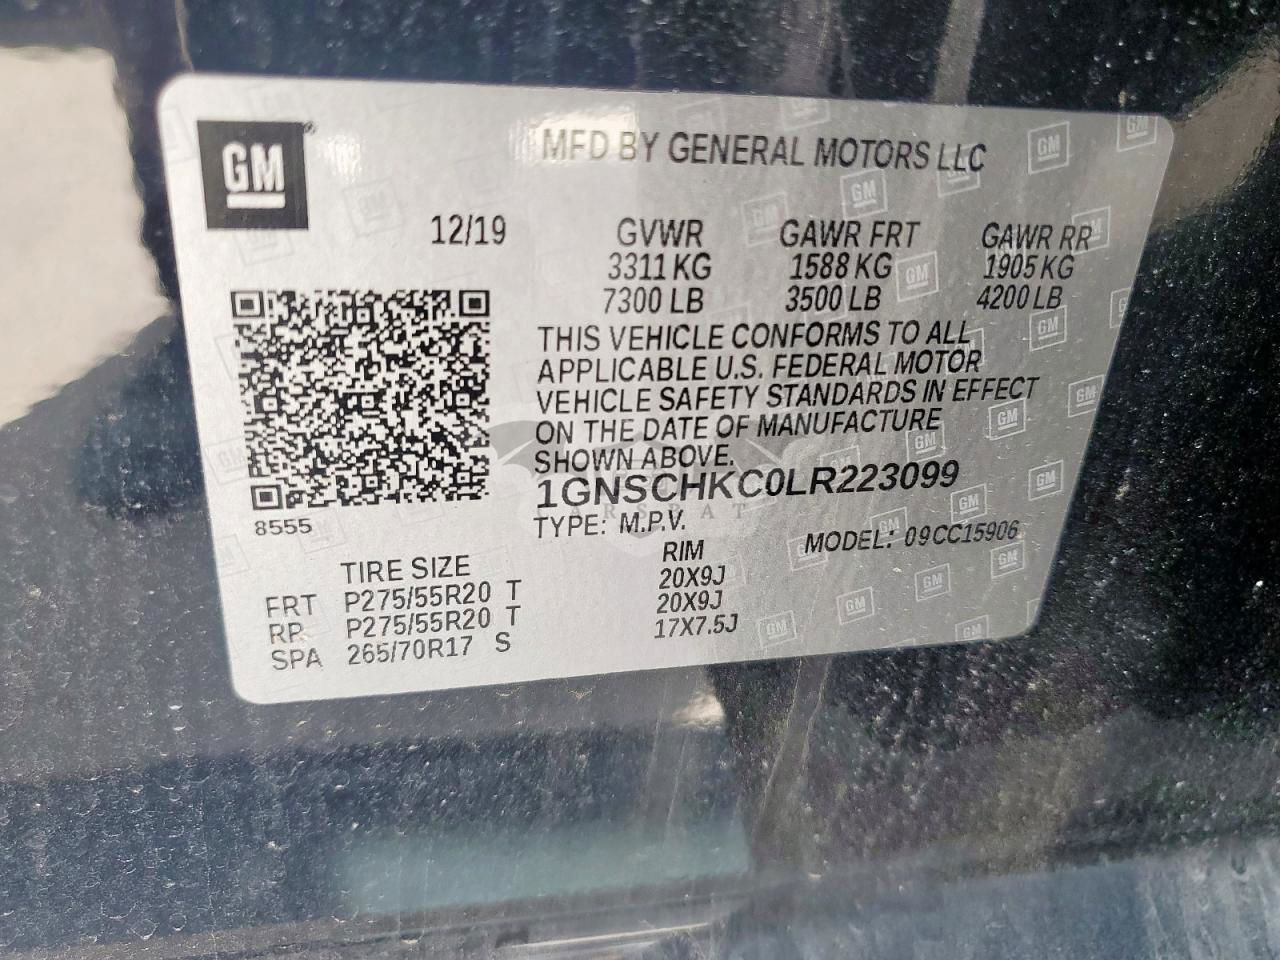 GM
MFD BY GENERAL MOTORS LLC
12/19 GVWR GAWR FRT GAWR RR
3311 KG 1588 KG 1905 KG
7300 LB 3500 LB 4200 LB
THIS VEHICLE CONFORMS TO ALL
APPLICABLE U.S. FEDERAL MOTOR
VEHICLE SAFETY STANDARDS IN EFFECT
ON THE DATE OF MANUFACTURE
SHOWN ABOVE.
1GNSCHKC0LR223099
8555
TYPE: M.P.V. MODEL: 09CC15906
TIRE SIZE RIM
FRT P275/55R20 T 20X9J
RR P275/55R20 T 20X9J
SPA 265/70R17 S 17X7.5J